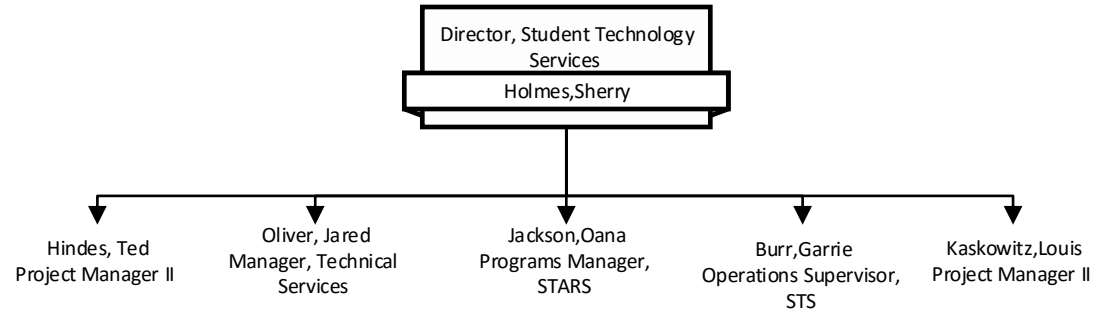 Director, Student Technology
Services
Holmes,Sherry
Hindes, Ted
Project Manager II
Oliver, Jared
Manager, Technical
Services
Jackson,Oana
Programs Manager,
STARS
Burr,Garrie
Operations Supervisor,
STS
Kaskowitz,Louis
Project Manager II